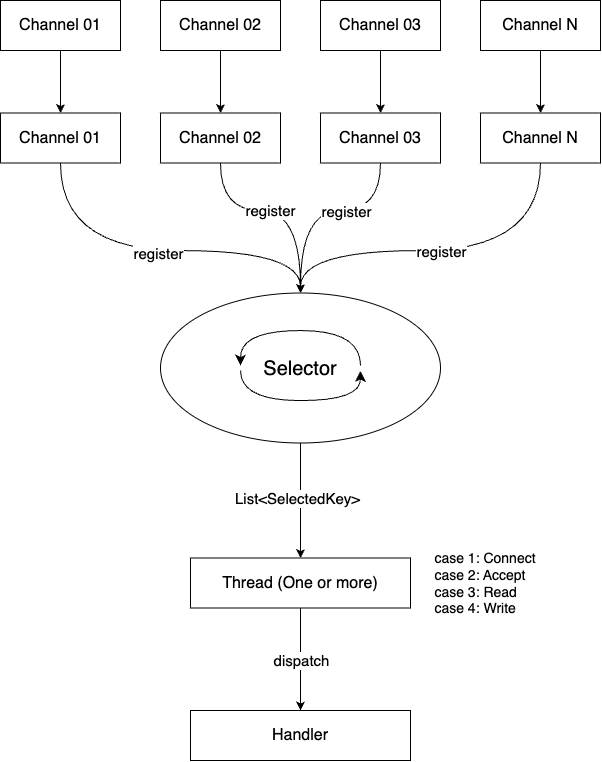 Channel 01
Channel 02
Channel 03
Channel N
Channel 01
Channel 02
Channel 03
Channel N
register
register
register
register
Selector
List<SelectedKey>
Thread (One or more)
case 1: Connect
case 2: Accept
case 3: Read
case 4: Write
dispatch
Handler